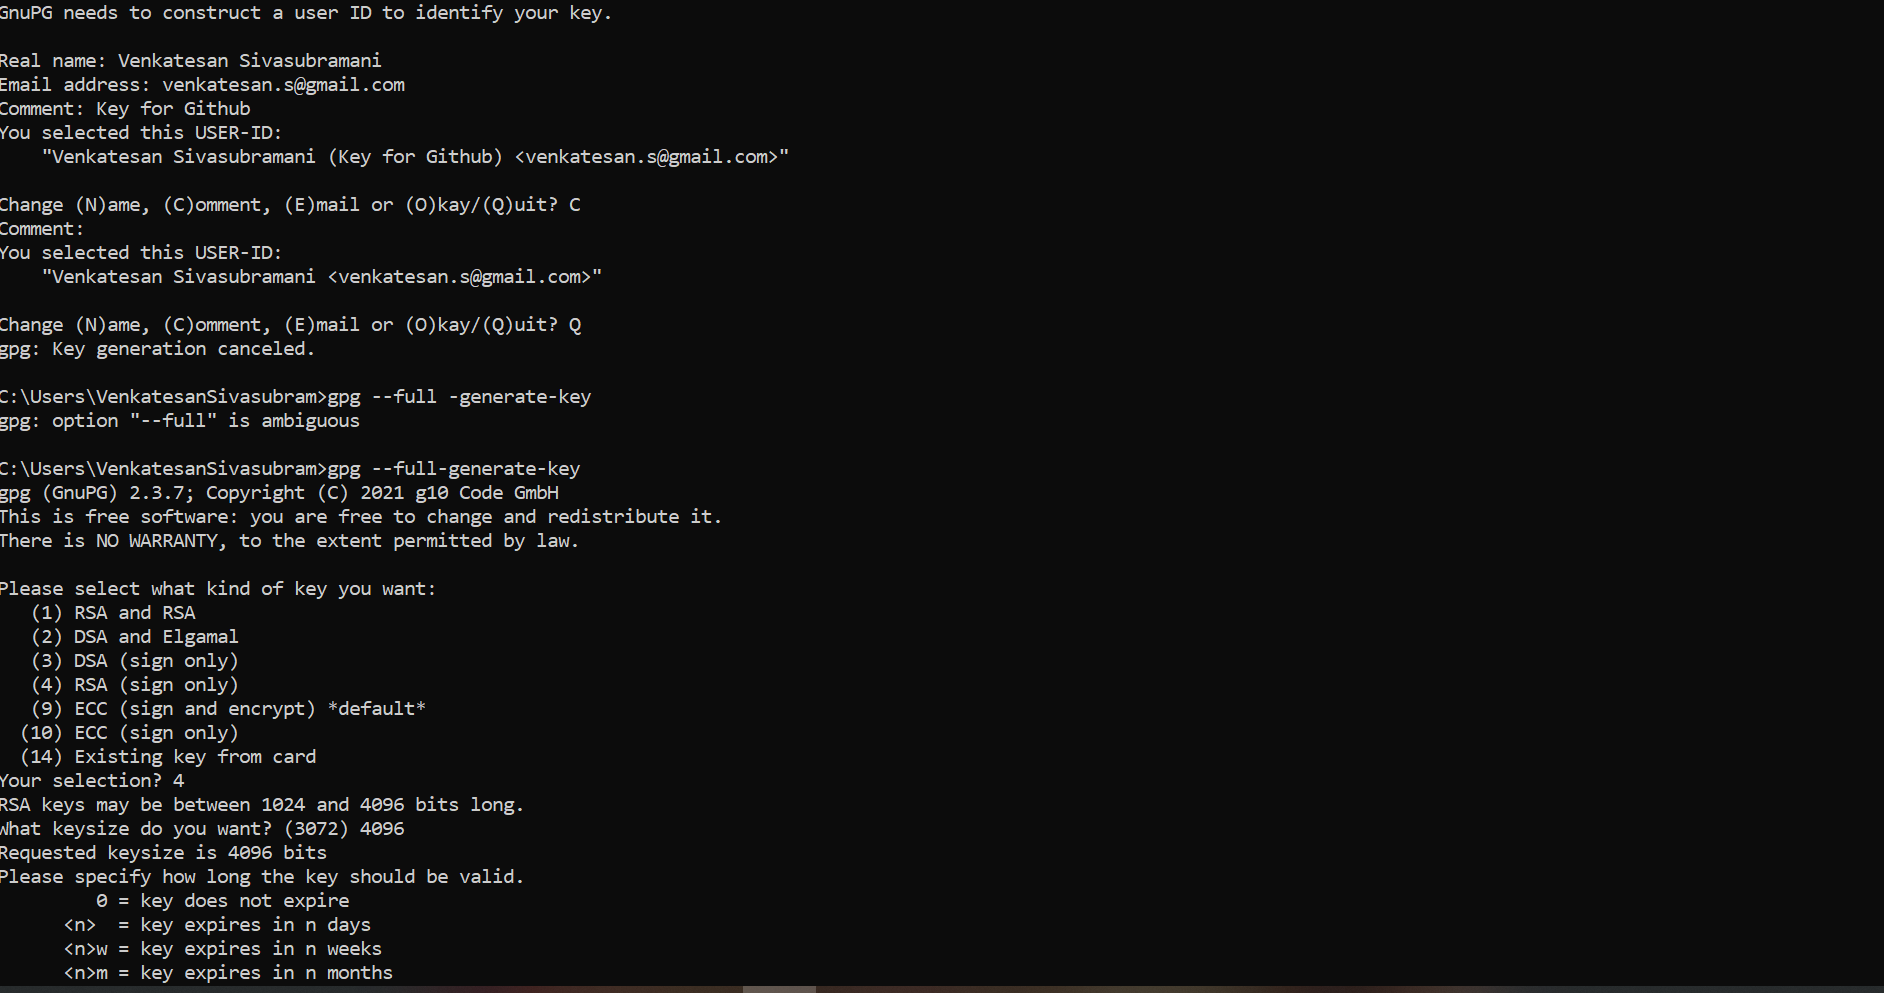 GnuPG needs to construct a user ID to identify your key.
Real name: Venkatesan Sivasubramani
Email address: venkatesan.s@gmail.com
Comment: Key for Github
You selected this USER-ID:
"Venkatesan Sivasubramani (Key for Github) <venkatesan.s@gmail.com>"
Change (N)ame, (C)omment, (E)mail or (O)kay/(Q)uit? C
Comment:
You selected this USER-ID:
"Venkatesan Sivasubramani <venkatesan.s@gmail.com>"
Change (N)ame, (C)omment, (E)mail or (O)kay/(Q)uit? Q
gpg: Key generation canceled.
C:\Users\VenkatesanSivasubram>gpg --full -generate-key
gpg: option "--full" is ambiguous
C:\Users\VenkatesanSivasubram>gpg --full-generate-key
gpg (GnuPG) 2.3.7; Copyright (C) 2021 g10 Code GmbH
This is free software: you are free to change and redistribute it.
There is NO WARRANTY, to the extent permitted by law.
Please select what kind of key you want:
(1) RSA and RSA
(2) DSA and Elgamal
(3) DSA (sign only)
(4) RSA (sign only)
(9) ECC (sign and encrypt) *default*
(10) ECC (sign only)
(14) Existing key from card
Your selection? 4
RSA keys may be between 1024 and 4096 bits long.
What keysize do you want? (3072) 4096
Requested keysize is 4096 bits
Please specify how long the key should be valid.
0 = key does not expire
<n>  = key expires in n days
<n>w = key expires in n weeks
<n>m = key expires in n months